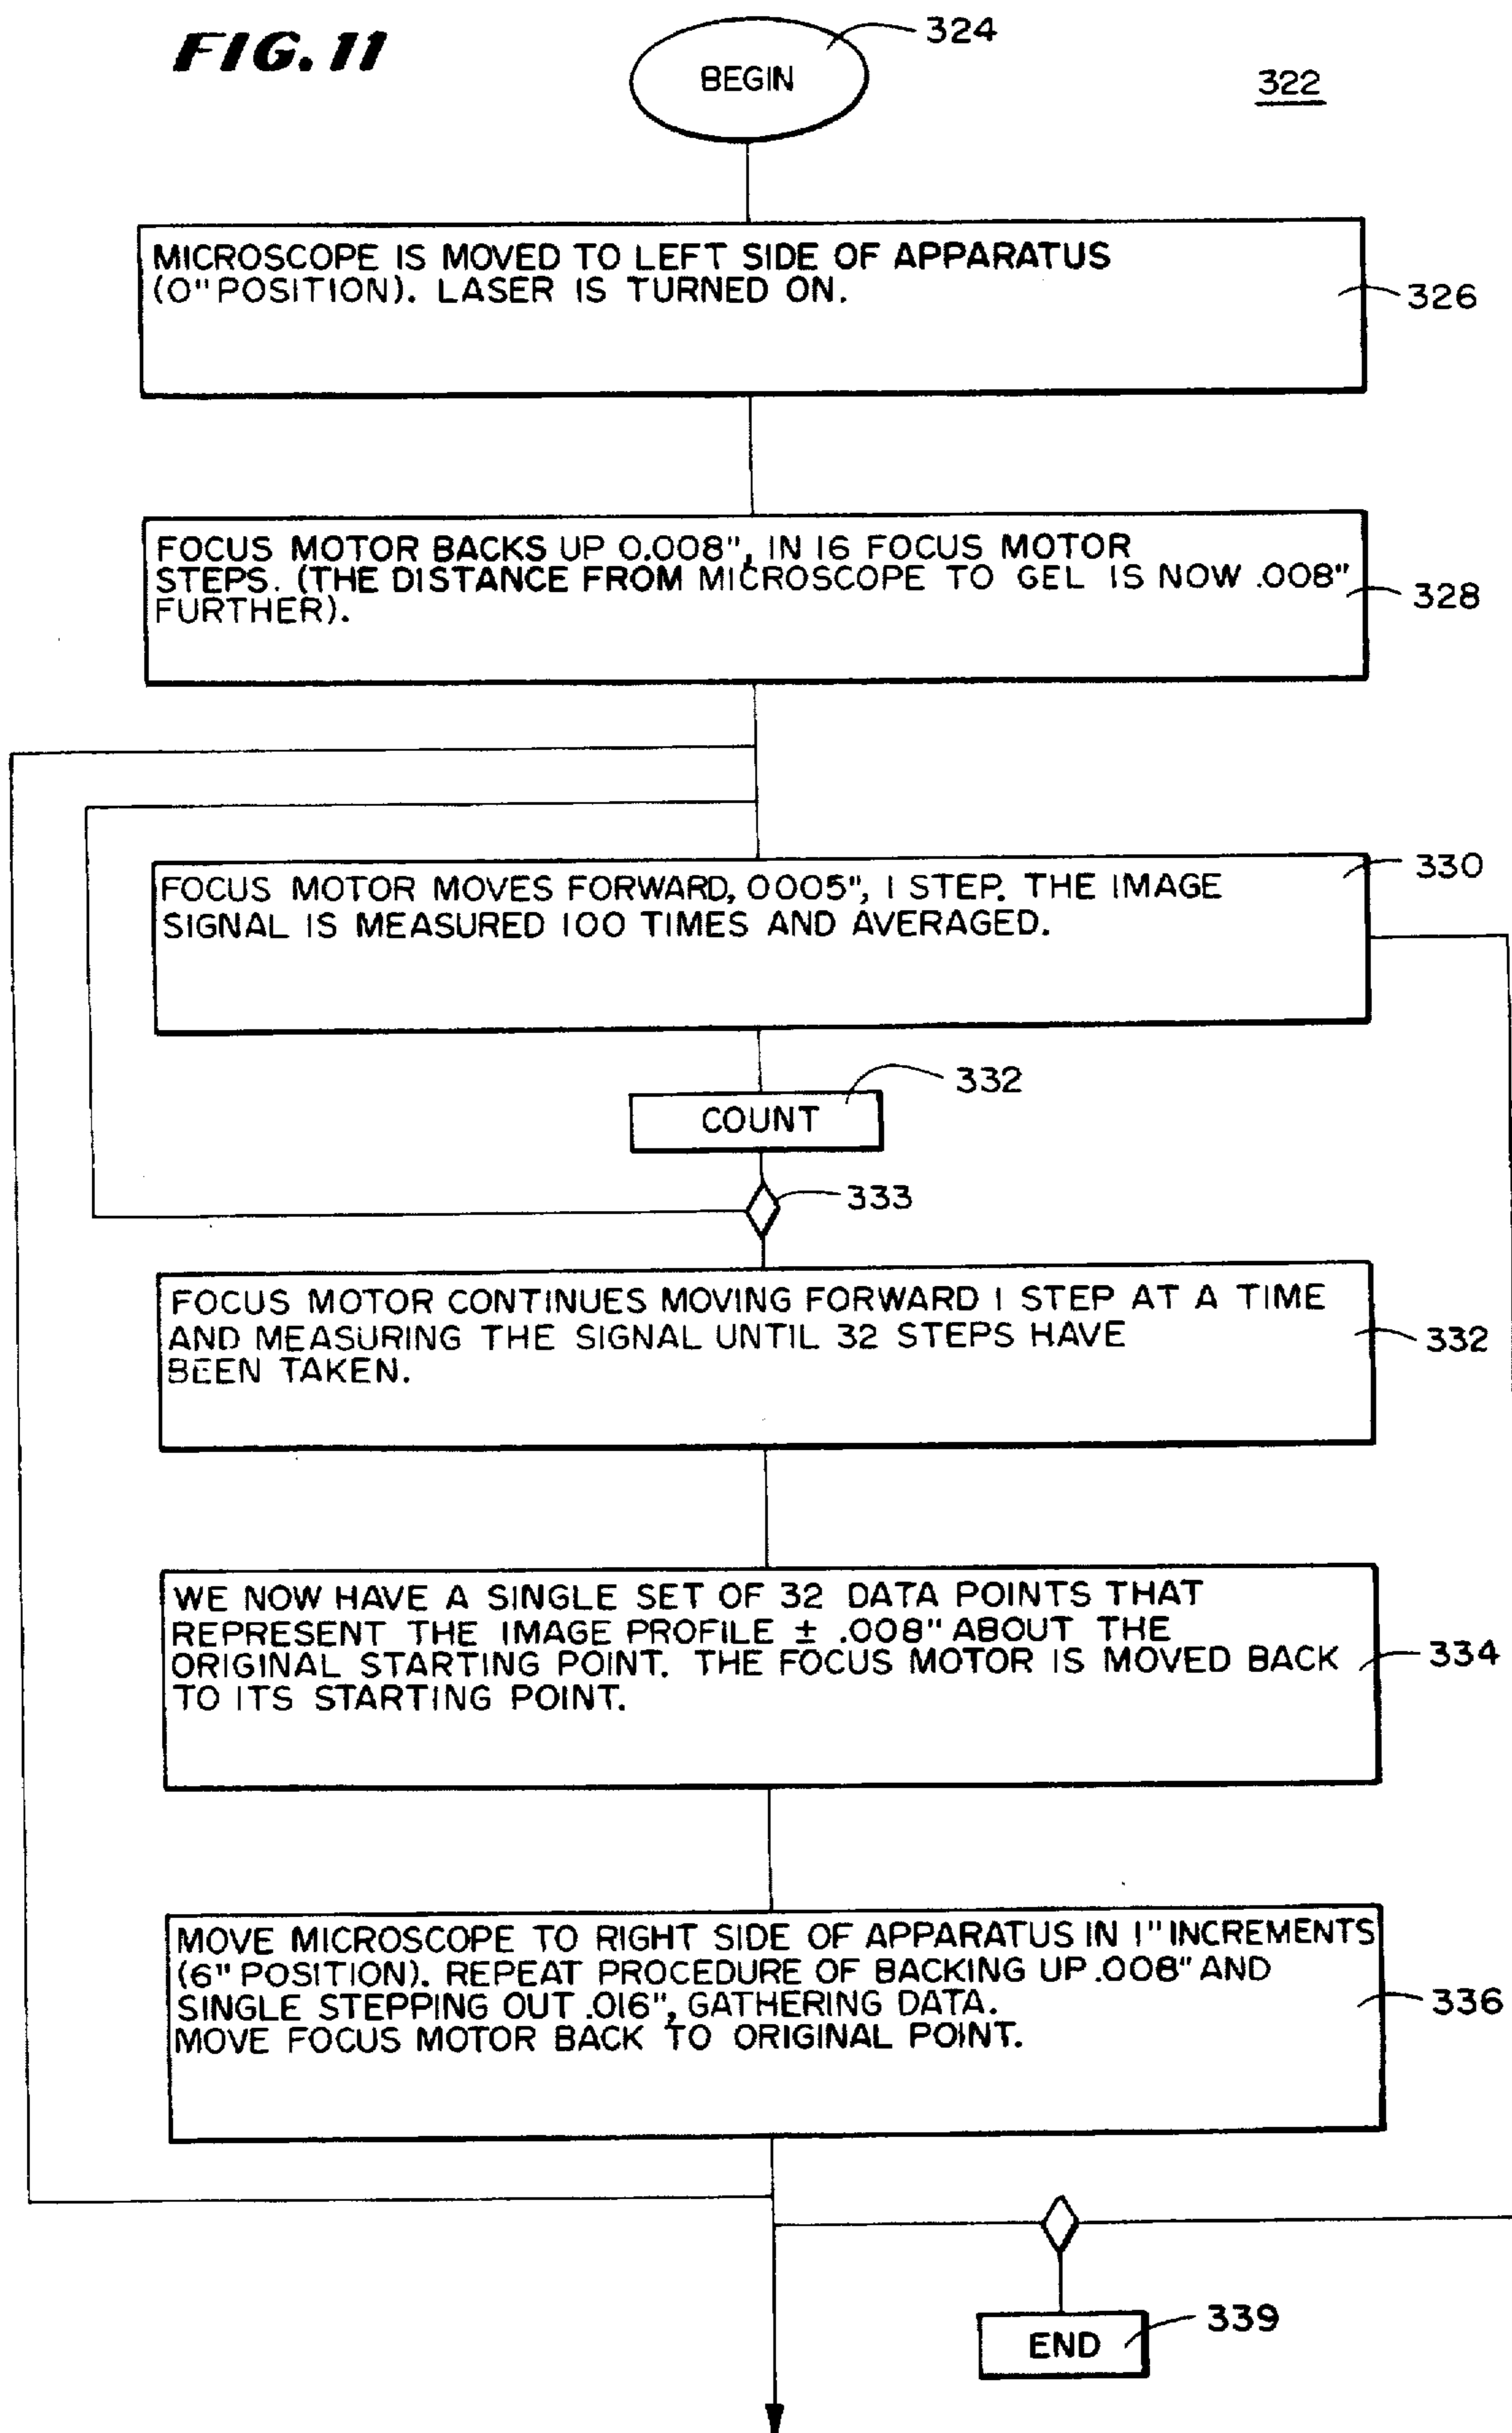 FIG. 11
BEGIN
324
322
MICROSCOPE IS MOVED TO LEFT SIDE OF APPARATUS
(0" POSITION). LASER IS TURNED ON.
326
FOCUS MOTOR BACKS UP 0.008", IN 16 FOCUS MOTOR
STEPS. (THE DISTANCE FROM MICROSCOPE TO GEL IS NOW .008"
FURTHER).
328
FOCUS MOTOR MOVES FORWARD, 0005", 1 STEP. THE IMAGE
SIGNAL IS MEASURED 100 TIMES AND AVERAGED.
330
COUNT
332
333
FOCUS MOTOR CONTINUES MOVING FORWARD 1 STEP AT A TIME
AND MEASURING THE SIGNAL UNTIL 32 STEPS HAVE
BEEN TAKEN.
332
WE NOW HAVE A SINGLE SET OF 32 DATA POINTS THAT
REPRESENT THE IMAGE PROFILE ± .008" ABOUT THE
ORIGINAL STARTING POINT. THE FOCUS MOTOR IS MOVED BACK
TO ITS STARTING POINT.
334
MOVE MICROSCOPE TO RIGHT SIDE OF APPARATUS IN 1" INCREMENTS
(6" POSITION). REPEAT PROCEDURE OF BACKING UP .008" AND
SINGLE STEPPING OUT .016", GATHERING DATA.
MOVE FOCUS MOTOR BACK TO ORIGINAL POINT.
336
END
339